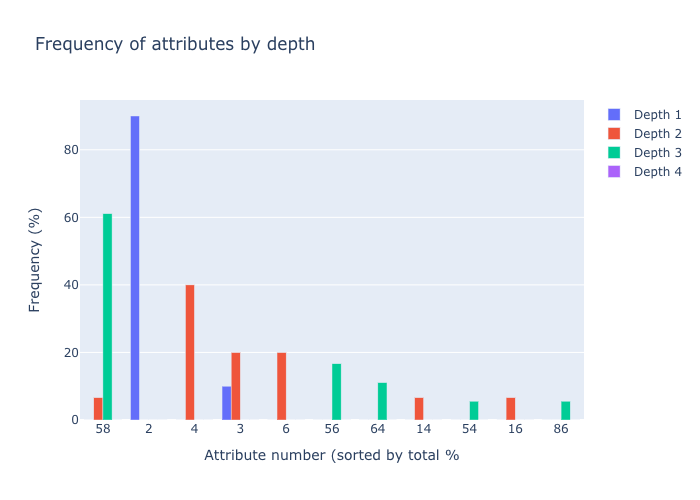 Frequency of attributes by depth
Depth 1
Depth 2
Depth 3
Depth 4
Frequency (%)
80
60
40
20
0
58 2 4 3 6 56 64 14 54 16 86
Attribute number (sorted by total %